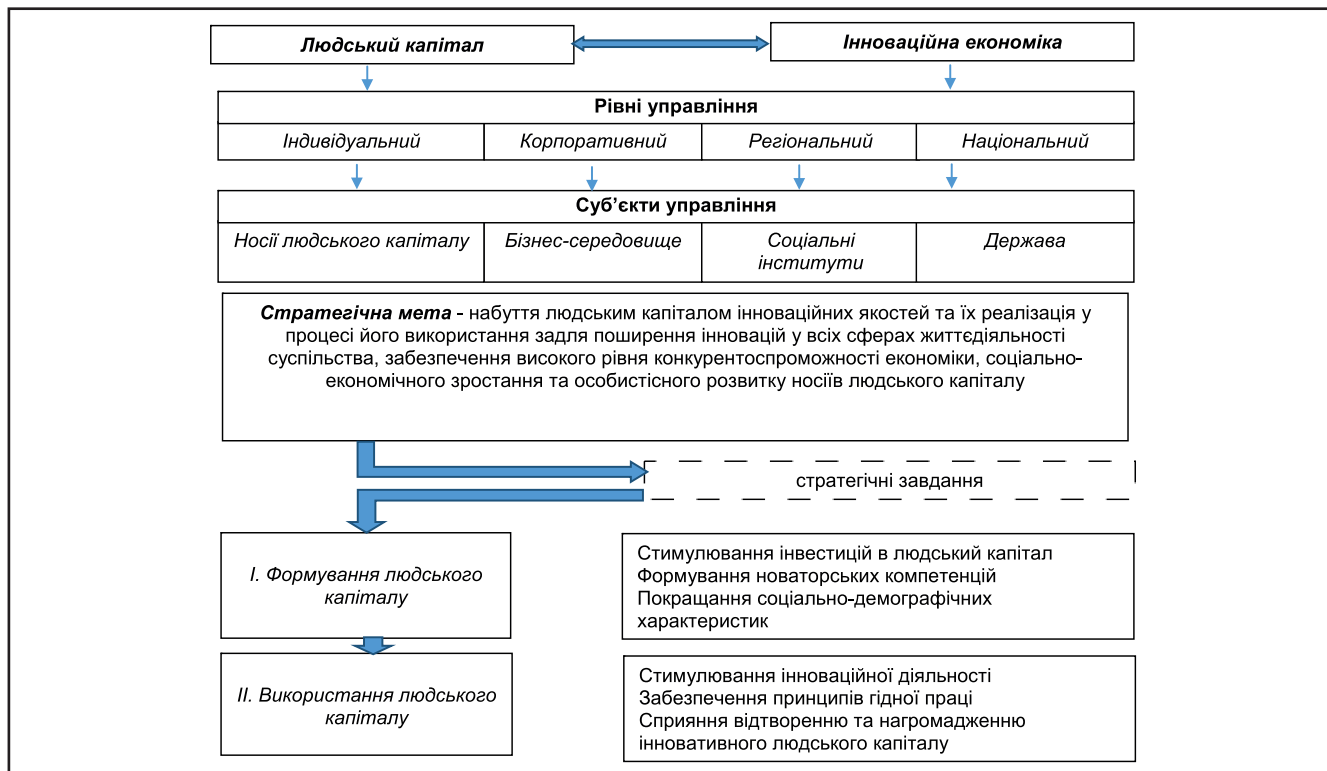 Людський капітал
Інноваційна економіка
Рівні управління
Індивідуальний
Корпоративний
Регіональний
Національний
Суб’єкти управління
Носії людського капіталу
Бізнес-середовище
Соціальні
інститути
Держава
Стратегічна мета - набуття людським капіталом інноваційних якостей та їх реалізація у
процесі його використання задля поширення інновацій у всіх сферах життєдіяльності
суспільства, забезпечення високого рівня конкурентоспроможності економіки, соціально-
економічного зростання та особистісного розвитку носіїв людського капіталу
стратегічні завдання
І. Формування людського
капіталу
Стимулювання інвестицій в людський капітал
Формування новаторських компетенцій
Покращання соціально-демографічних
характеристик
ІІ. Використання людського
капіталу
Стимулювання інноваційної діяльності
Забезпечення принципів гідної праці
Сприяння відтворенню та нагромадженню
інновативного людського капіталу